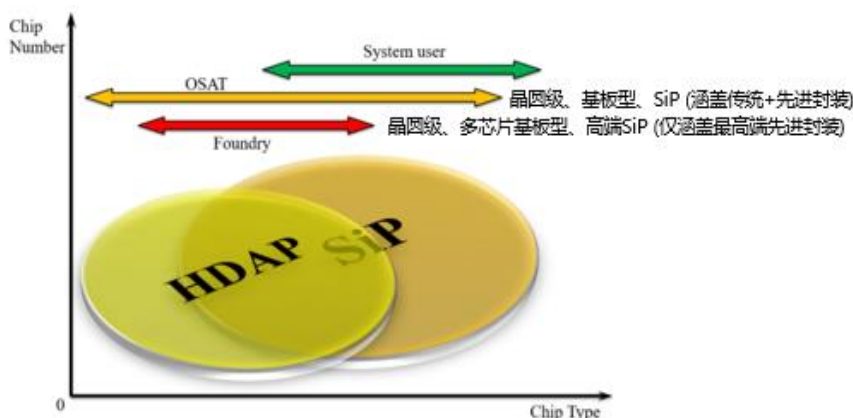 Chip
Number
System user
OSAT
晶圆级、基板型、SiP (涵盖传统+先进封装)
晶圆级、多芯片基板型、高端SiP (仅涵盖最高端先进封装)
Foundry
HDAP
SiP
0
Chip Type